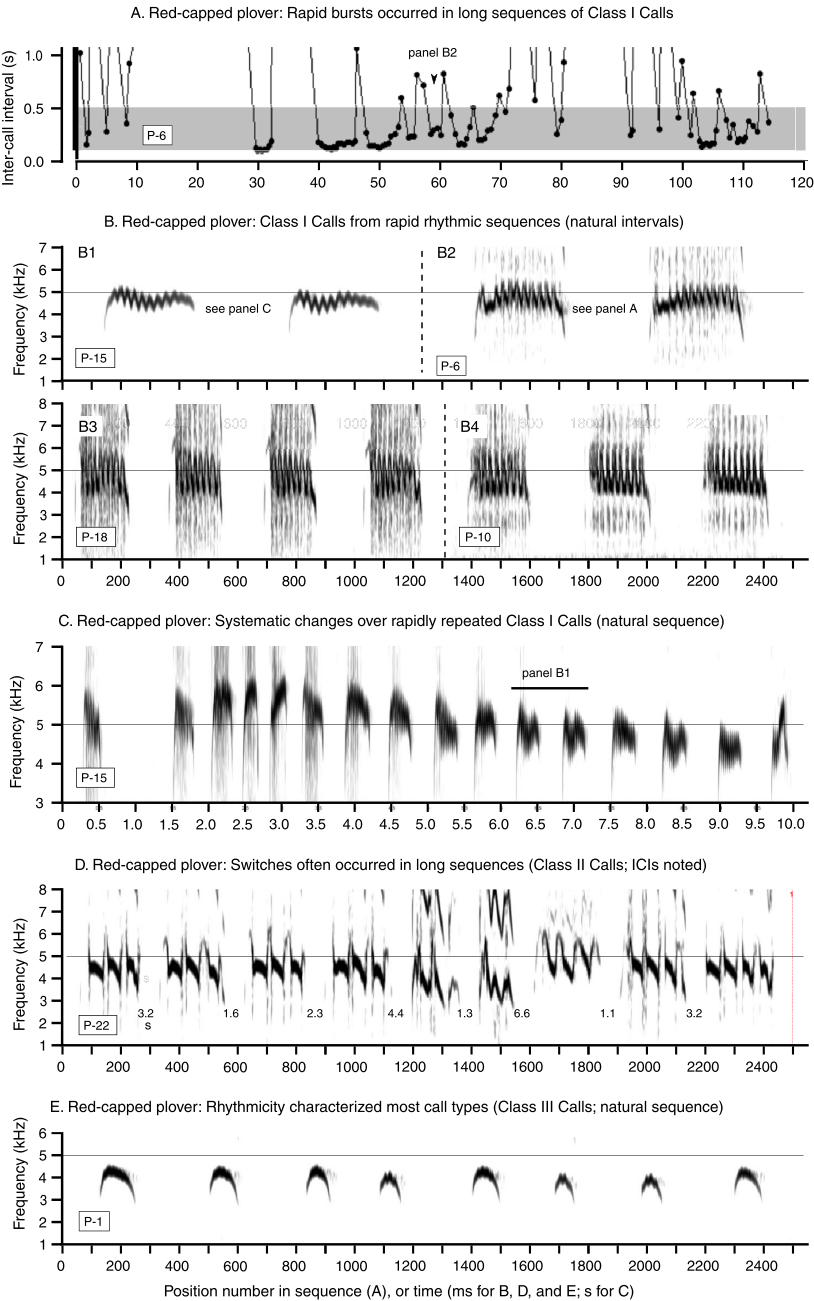 A. Red-capped plover: Rapid bursts occurred in long sequences of Class I Calls
Inter-call interval (s)
1.0
0.5
0.0
panel B2
P-6
0 10 20 30 40 50 60 70 80 90 100 110 120
B. Red-capped plover: Class I Calls from rapid rhythmic sequences (natural intervals)
Frequency (kHz)
7
6
5
4
3
2
1
B1
see panel C
P-15
B2
see panel A
P-6
Frequency (kHz)
8
7
6
5
4
3
2
1
B3
P-18
B4
P-10
0 200 400 600 800 1000 1200 1400 1600 1800 2000 2200 2400
C. Red-capped plover: Systematic changes over rapidly repeated Class I Calls (natural sequence)
Frequency (kHz)
7
6
5
4
3
panel B1
P-15
0 0.5 1.0 1.5 2.0 2.5 3.0 3.5 4.0 4.5 5.0 5.5 6.0 6.5 7.0 7.5 8.0 8.5 9.0 9.5 10.0
D. Red-capped plover: Switches often occurred in long sequences (Class II Calls; ICIs noted)
Frequency (kHz)
8
7
6
5
4
3
2
1
P-22
3.2 1.6 2.3 4.4 1.3 6.6 1.1 3.2
s
0 200 400 600 800 1000 1200 1400 1600 1800 2000 2200 2400
E. Red-capped plover: Rhythmicity characterized most call types (Class III Calls; natural sequence)
Frequency (kHz)
6
5
4
3
2
1
P-1
0 200 400 600 800 1000 1200 1400 1600 1800 2000 2200 2400
Position number in sequence (A), or time (ms for B, D, and E; s for C)